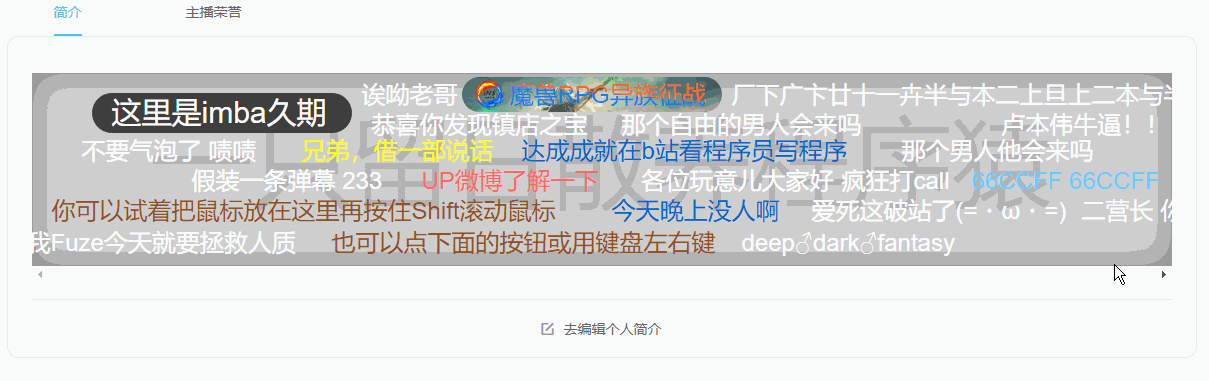 简介 主播荣誉
诶呦老哥 魔兽RPG异族征战 厂下广卞廿十一卉半与本二上旦上二本与半
这里是imba久期
恭喜你发现镇店之宝 那个自由的男人会来吗 卢本伟牛逼！！
不要气泡了 啧啧 兄弟，借一部说话 达成成就在b站看程序员写程序 那个男人他会来吗
假装一条弹幕 233 UP微博了解一下 各位玩意儿大家好 疯狂打call 66CCFF 66CCFF
你可以试着把鼠标放在这里再按住Shift滚动鼠标 今天晚上没人啊 爱死这破站了(=・ω・=) 二营长 你
我Fuze今天就要拯救人质 也可以点下面的按钮或用键盘左右键 deep♂dark♂fantasy
去编辑个人简介